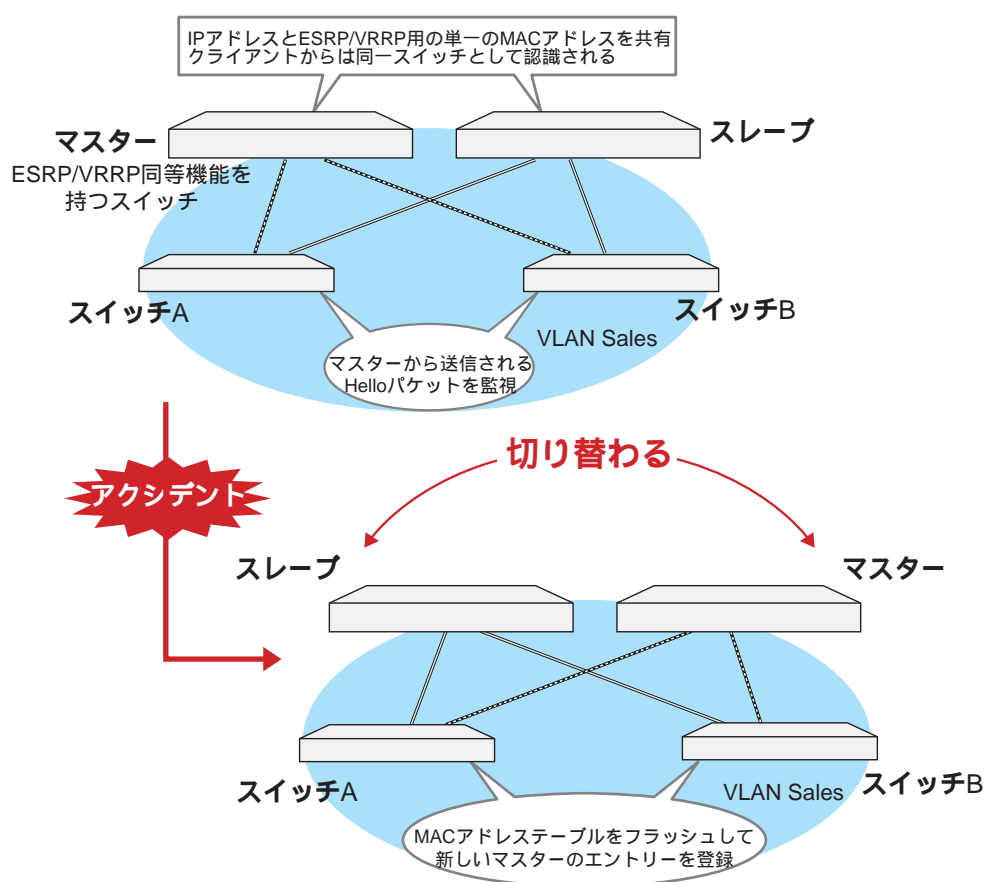 IPアドレスとESRP/VRRP用の単一のMACアドレスを共有
クライアントからは同一スイッチとして認識される
マスター
スレーブ
ESRP/VRRP同等機能を
持つスイッチ
スイッチA
スイッチB
VLAN Sales
マスターから送信される
Helloパケットを監視
切り替わる
アクシデント
スレーブ
マスター
スイッチA
VLAN Sales
スイッチB
MACアドレステーブルをフラッシュして
新しいマスターのエントリーを登録